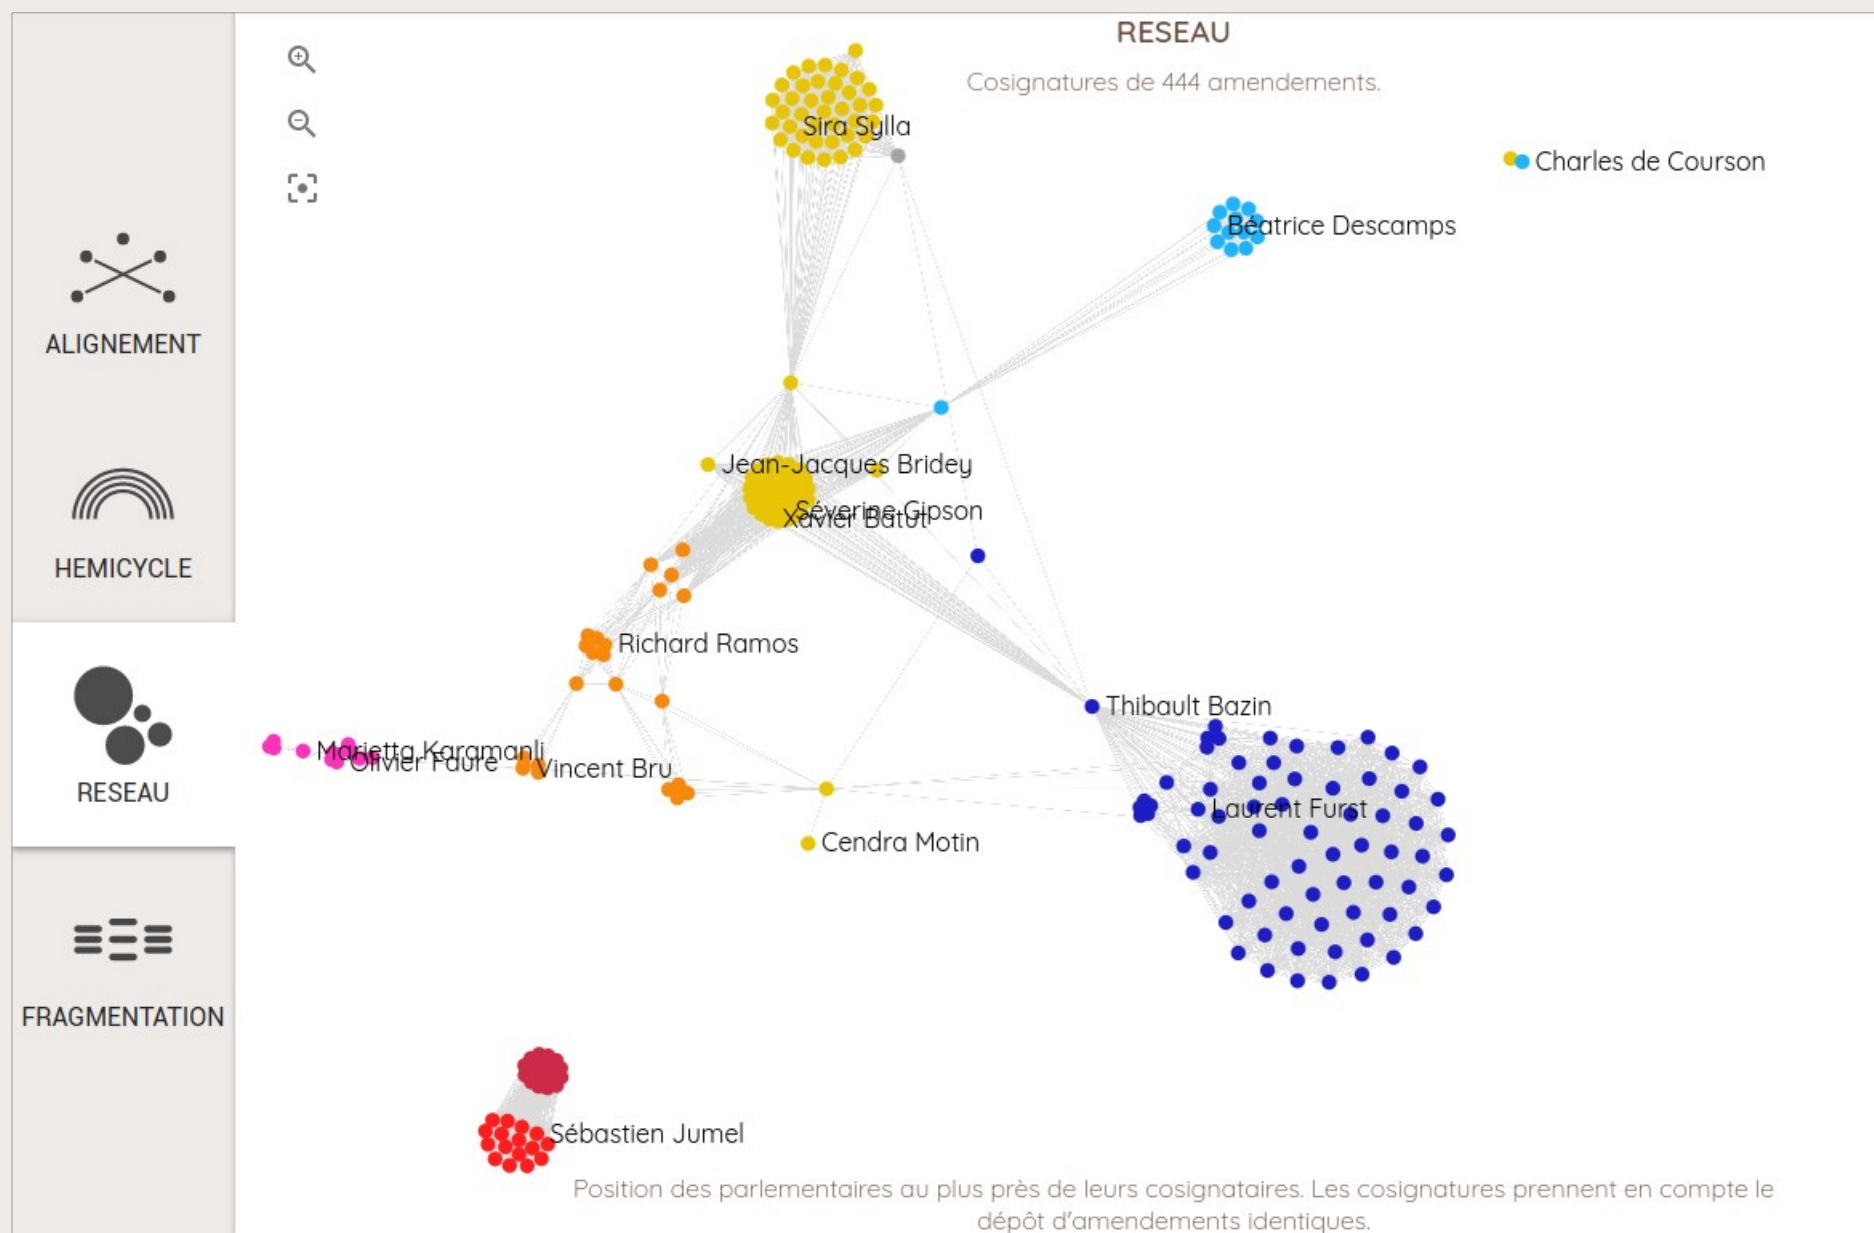 RESEAU
Cosignatures de 444 amendements.
Sira Sylla
Charles de Courson
Béatrice Descamps
ALIGNEMENT
Jean-Jacques Bridey
Séverine Gipson
Xavier Batut
HEMICYCLE
Richard Ramos
Thibault Bazin
Marietta Karamanli
Olivier Faure
Vincent Bru
RESEAU
Laurent Furst
Cendra Motin
FRAGMENTATION
Sébastien Jumel
Position des parlementaires au plus près de leurs cosignataires. Les cosignatures prennent en compte le
dépôt d'amendements identiques.